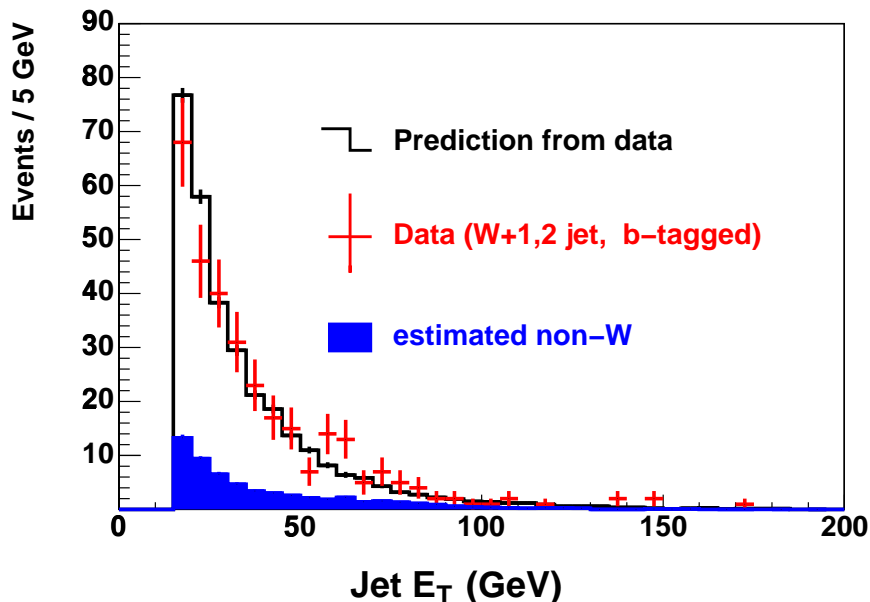 Events / 5 GeV
90
80
70
60
50
40
30
20
10
0
50
100
150
200
Prediction from data
Data (W+1,2 jet, b−tagged)
estimated non−W
Jet E_T (GeV)